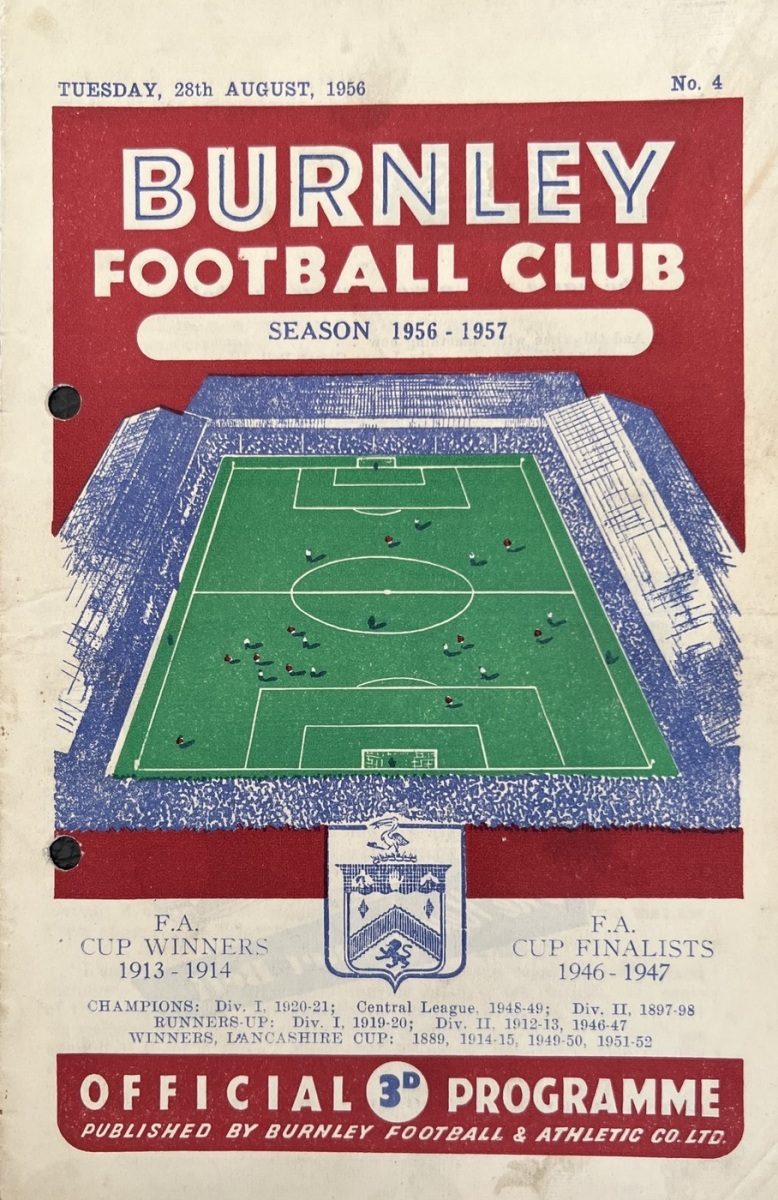 TUESDAY, 28th AUGUST, 1956 No. 4
BURNLEY
FOOTBALL CLUB
SEASON 1956 - 1957
F.A.
CUP WINNERS
1913 - 1914
F.A.
CUP FINALISTS
1946 - 1947
CHAMPIONS: Div. I, 1920-21; Central League, 1948-49; Div. II, 1897-98
RUNNERS-UP: Div. I, 1919-20; Div. II, 1912-13, 1946-47
WINNERS, LANCASHIRE CUP: 1889, 1914-15, 1949-50, 1951-52
OFFICIAL 3D PROGRAMME
PUBLISHED BY BURNLEY FOOTBALL & ATHLETIC CO. LTD.